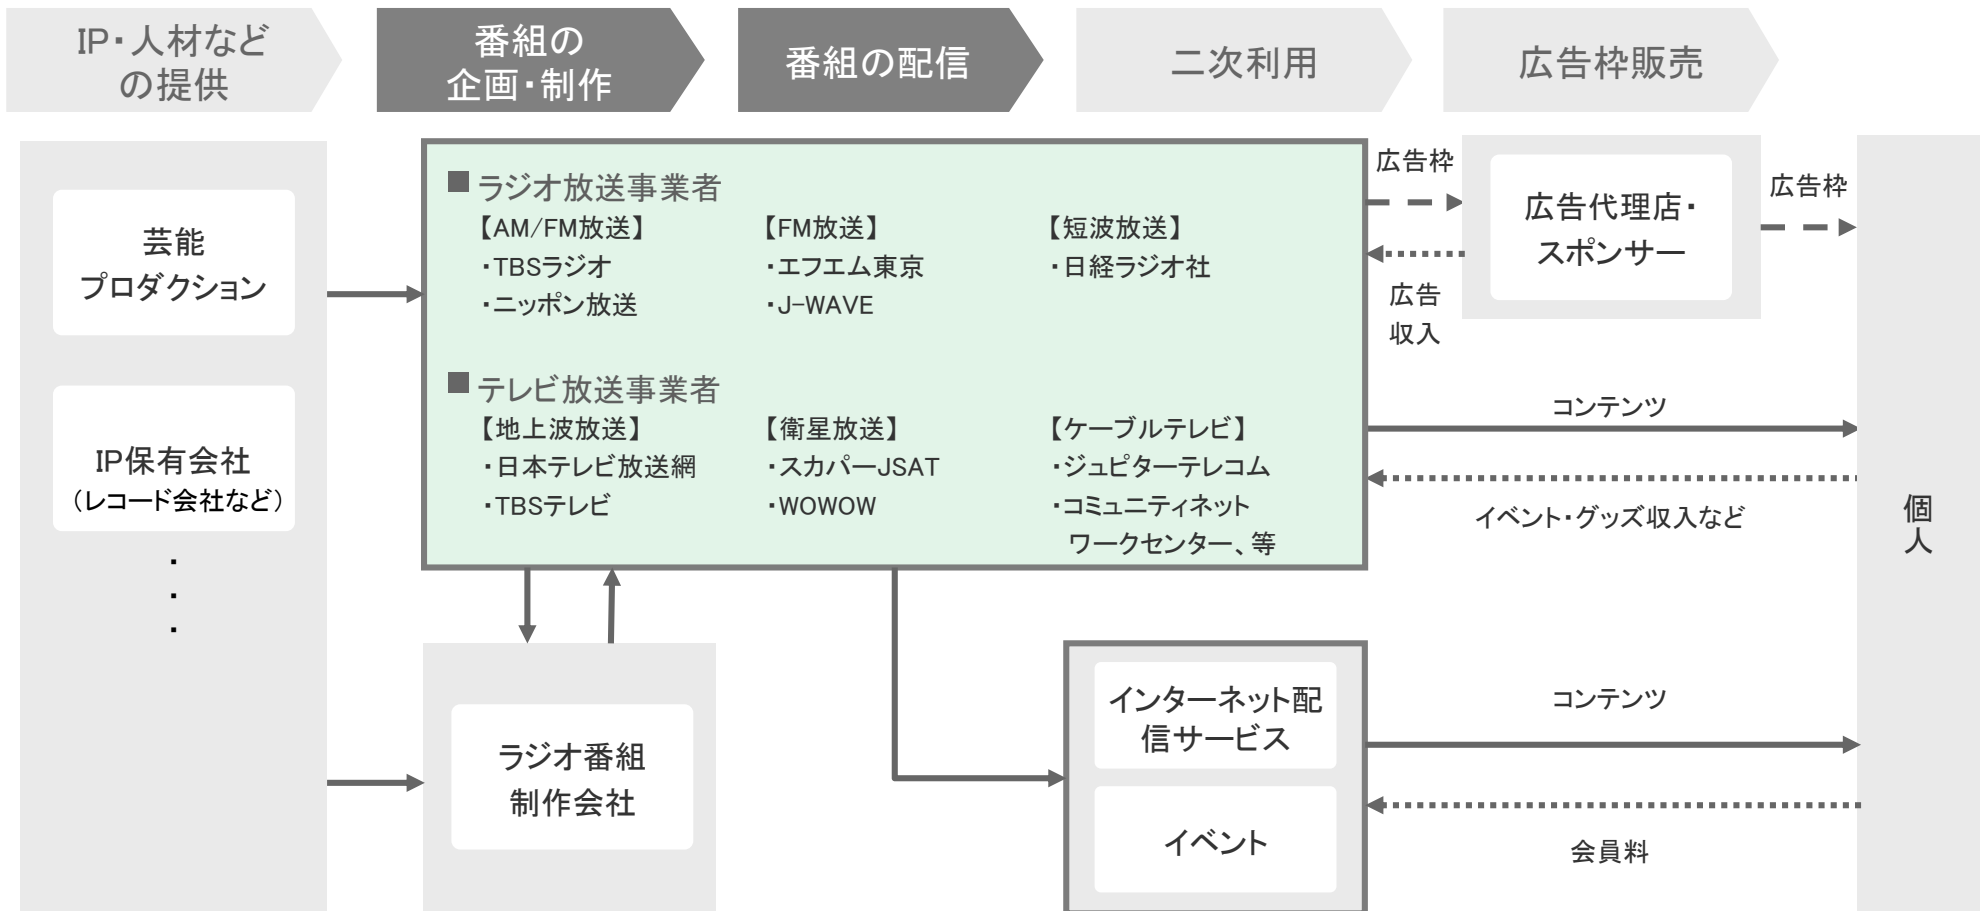 IP・人材など
の提供
番組の
企画・制作
番組の配信
二次利用
広告枠販売
芸能
プロダクション
IP保有会社
（レコード会社など）
・
・
・
■ ラジオ放送事業者
【AM/FM放送】
・TBSラジオ
・ニッポン放送
【FM放送】
・エフエム東京
・J-WAVE
【短波放送】
・日経ラジオ社
■ テレビ放送事業者
【地上波放送】
・日本テレビ放送網
・TBSテレビ
【衛星放送】
・スカパーJSAT
・WOWOW
【ケーブルテレビ】
・ジュピターテレコム
・コミュニティネット
ワークセンター、等
広告枠
広告
収入
広告代理店・
スポンサー
広告枠
コンテンツ
イベント・グッズ収入など
個
人
ラジオ番組
制作会社
インターネット配
信サービス
イベント
コンテンツ
会員料